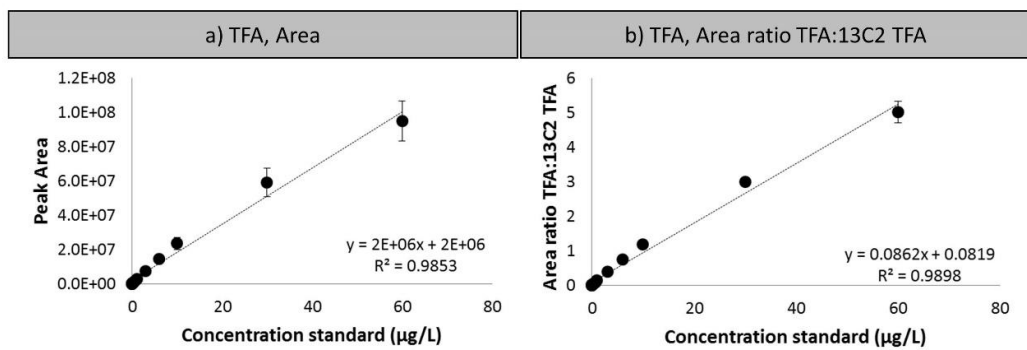 a) TFA, Area
b) TFA, Area ratio TFA:13C2 TFA
Peak Area
1.2E+08
1.0E+08
8.0E+07
6.0E+07
4.0E+07
2.0E+07
0.0E+00
y = 2E+06x + 2E+06
R² = 0.9853
0 20 40 60 80
Concentration standard (µg/L)
Area ratio TFA:13C2 TFA
6
5
4
3
2
1
0
y = 0.0862x + 0.0819
R² = 0.9898
0 20 40 60 80
Concentration standard (µg/L)